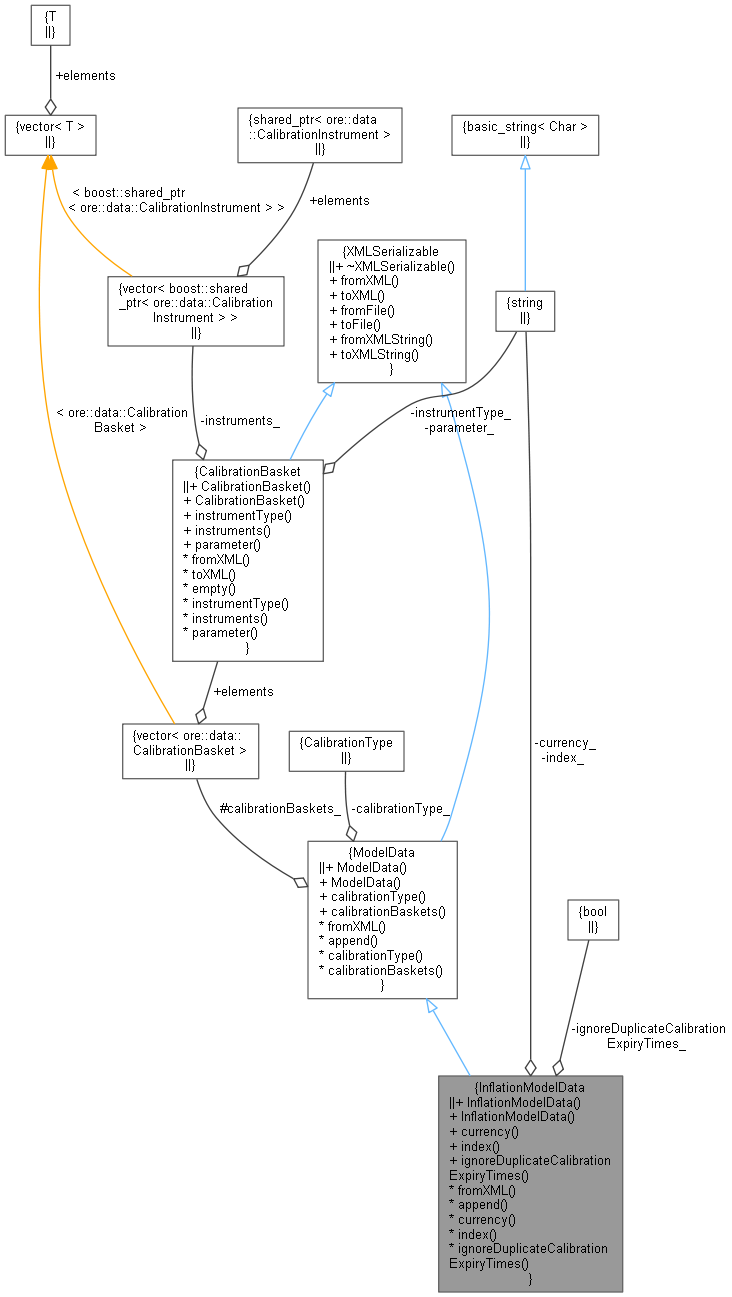 {T
||}
+elements
{vector< T >
||}
{shared_ptr< ore::data
::CalibrationInstrument >
||}
{basic_string< Char >
||}
< boost::shared_ptr
< ore::data::CalibrationInstrument > >
+elements
{XMLSerializable
||+ ~XMLSerializable()
+ fromXML()
+ toXML()
+ fromFile()
+ toFile()
+ fromXMLString()
+ toXMLString()
}
{vector< boost::shared
_ptr< ore::data::Calibration
Instrument > >
||}
{string
||}
< ore::data::Calibration
Basket >
-instruments_
-instrumentType_
-parameter_
{CalibrationBasket
||+ CalibrationBasket()
+ CalibrationBasket()
+ instrumentType()
+ instruments()
+ parameter()
* fromXML()
* toXML()
* empty()
* instrumentType()
* instruments()
* parameter()
}
+elements
{vector< ore::data::
CalibrationBasket >
||}
{CalibrationType
||}
-currency_
-index_
#calibrationBaskets_
-calibrationType_
{ModelData
||+ ModelData()
+ ModelData()
+ calibrationType()
+ calibrationBaskets()
* fromXML()
* append()
* calibrationType()
* calibrationBaskets()
}
{bool
||}
-ignoreDuplicateCalibration
ExpiryTimes_
{InflationModelData
||+ InflationModelData()
+ InflationModelData()
+ currency()
+ index()
+ ignoreDuplicateCalibration
ExpiryTimes()
* fromXML()
* append()
* currency()
* index()
* ignoreDuplicateCalibration
ExpiryTimes()
}